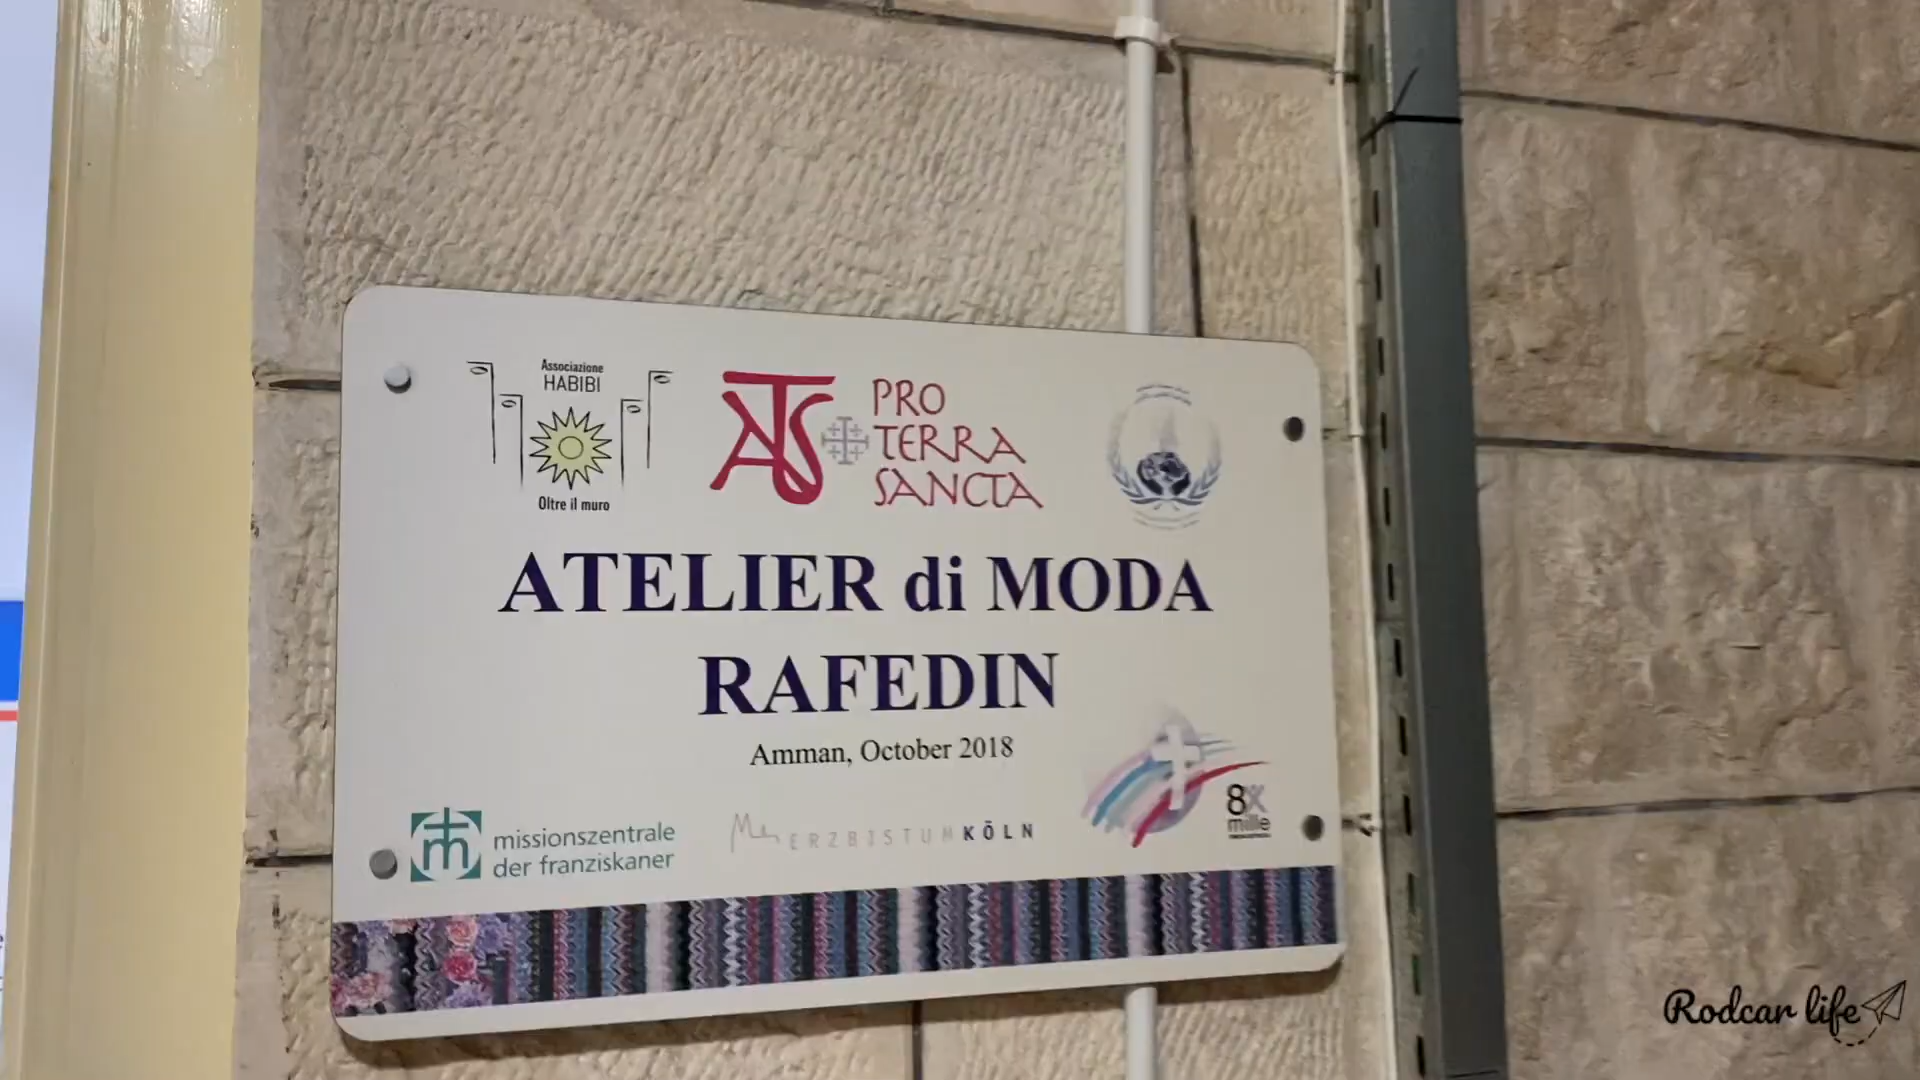 Associazione
HABIBI
Oltre il muro
ATS
PRO
TERRA
SANCTA
ATELIER di MODA
RAFEDIN
Amman, October 2018
missionszentrale
der franziskaner
ERZBISTUM KÖLN
8X
mille
Rodcar life